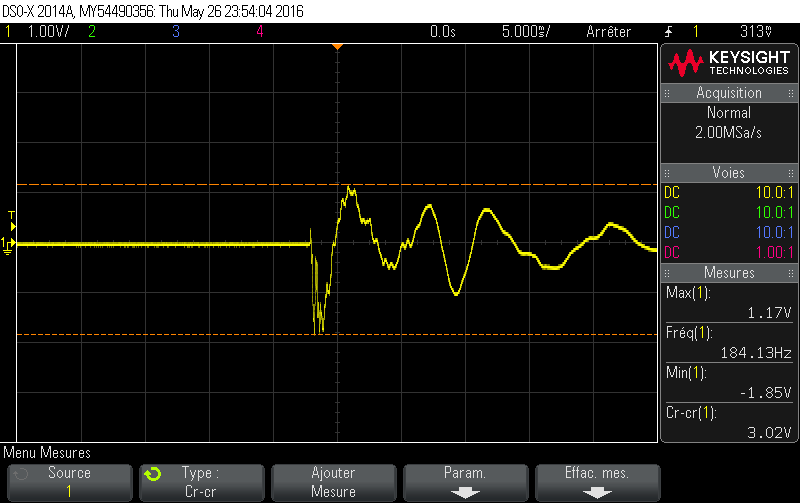 DSO-X 2014A, MY54490356: Thu May 26 23:54:04 2016
1 1.00V/ 2 3 4 0.0s 5.000ms/ Arrêter 1 313mV
T
1
KEYSIGHT
TECHNOLOGIES
Acquisition
Normal
2.00MSa/s
Voies
DC 10.0:1
DC 10.0:1
DC 10.0:1
DC 1.00:1
Mesures
Max(1):
1.17V
Fréq(1):
184.13Hz
Min(1):
-1.85V
Cr-cr(1):
3.02V
Menu Mesures
Source
1
Type :
Cr-cr
Ajouter
Mesure
Param.
Effac. mes.